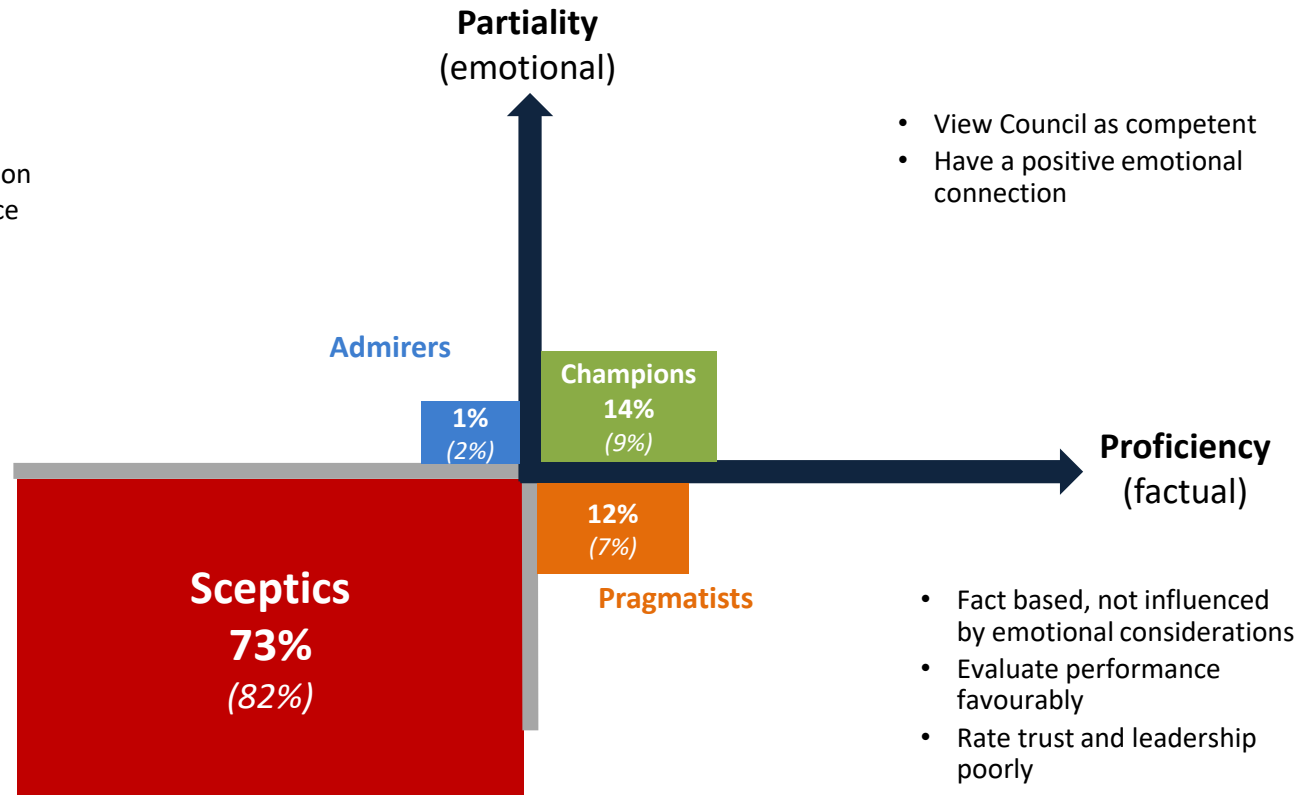 Partiality
(emotional)
• View Council as competent
• Have a positive emotional
connection
on
ce
Admirers
Champions
14%
(9%)
1%
(2%)
Proficiency
(factual)
12%
(7%)
Pragmatists
Sceptics
73%
(82%)
• Fact based, not influenced
by emotional considerations
• Evaluate performance
favourably
• Rate trust and leadership
poorly